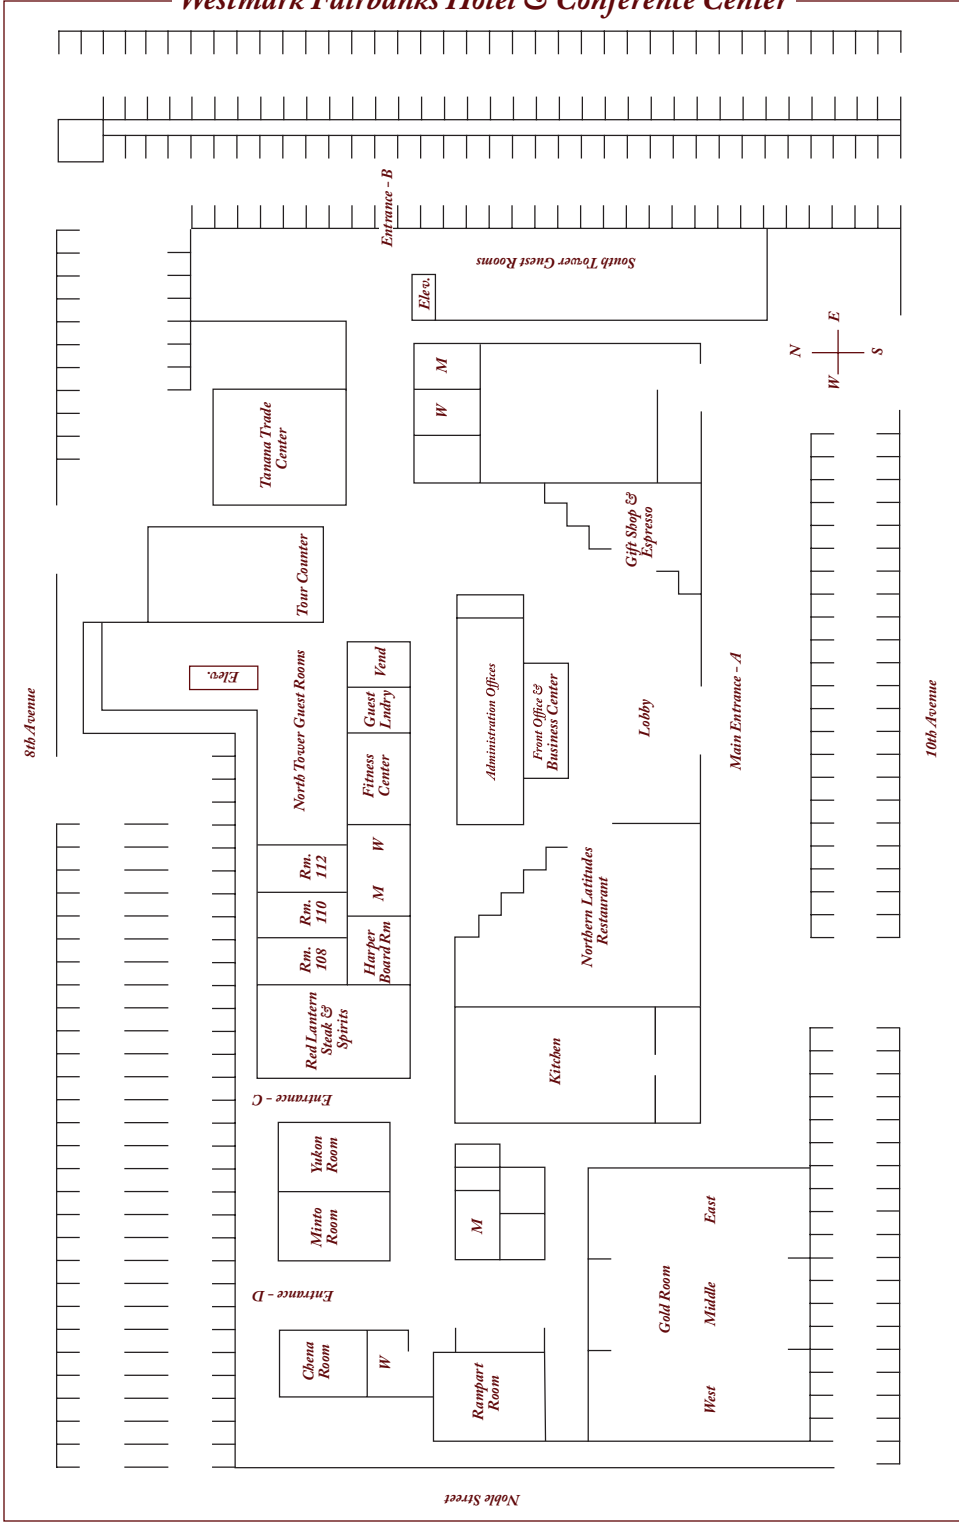 Westmark Fairbanks Hotel & Conference Center
Entrance - B
South Tower Guest Rooms
Elev.
N
E
S
W
M
W
Tanana Trade
Center
Gift Shop &
Espresso
Tour Counter
Elev.
North Tower Guest Rooms
Vend
Guest
Lndry
Fitness
Center
Administration Offices
Front Office &
Business Center
Lobby
Main Entrance - A
8th Avenue
10th Avenue
W
M
Rm.
112
Rm.
110
Rm.
108
Harper
Board Rm
Northern Latitudes
Restaurant
Red Lantern
Steak &
Spirits
Kitchen
Entrance - C
Yukon
Room
Minto
Room
M
East
Gold Room
Middle
West
Entrance - D
Chena
Room
W
Rampart
Room
Noble Street